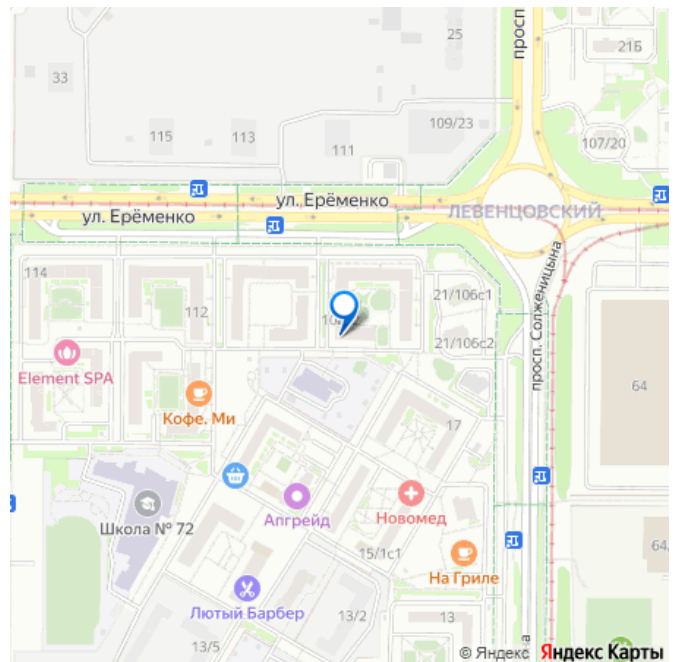 просп.
25
21Б
33
115
113
109/23
111
107/20
ул. Ерёменко
ул. Ерёменко
ЛЕВЕНЦОВСКИЙ
114
112
21/106с1
21/106с2
просп. Солженицына
Element SPA
Кофе. Ми
64
17
Школа № 72
Апгрейд
Новомед
15/1с1
На Гриле
64
Лютый Барбер
13/2
13
13/5
© Яндекс Яндекс Карты